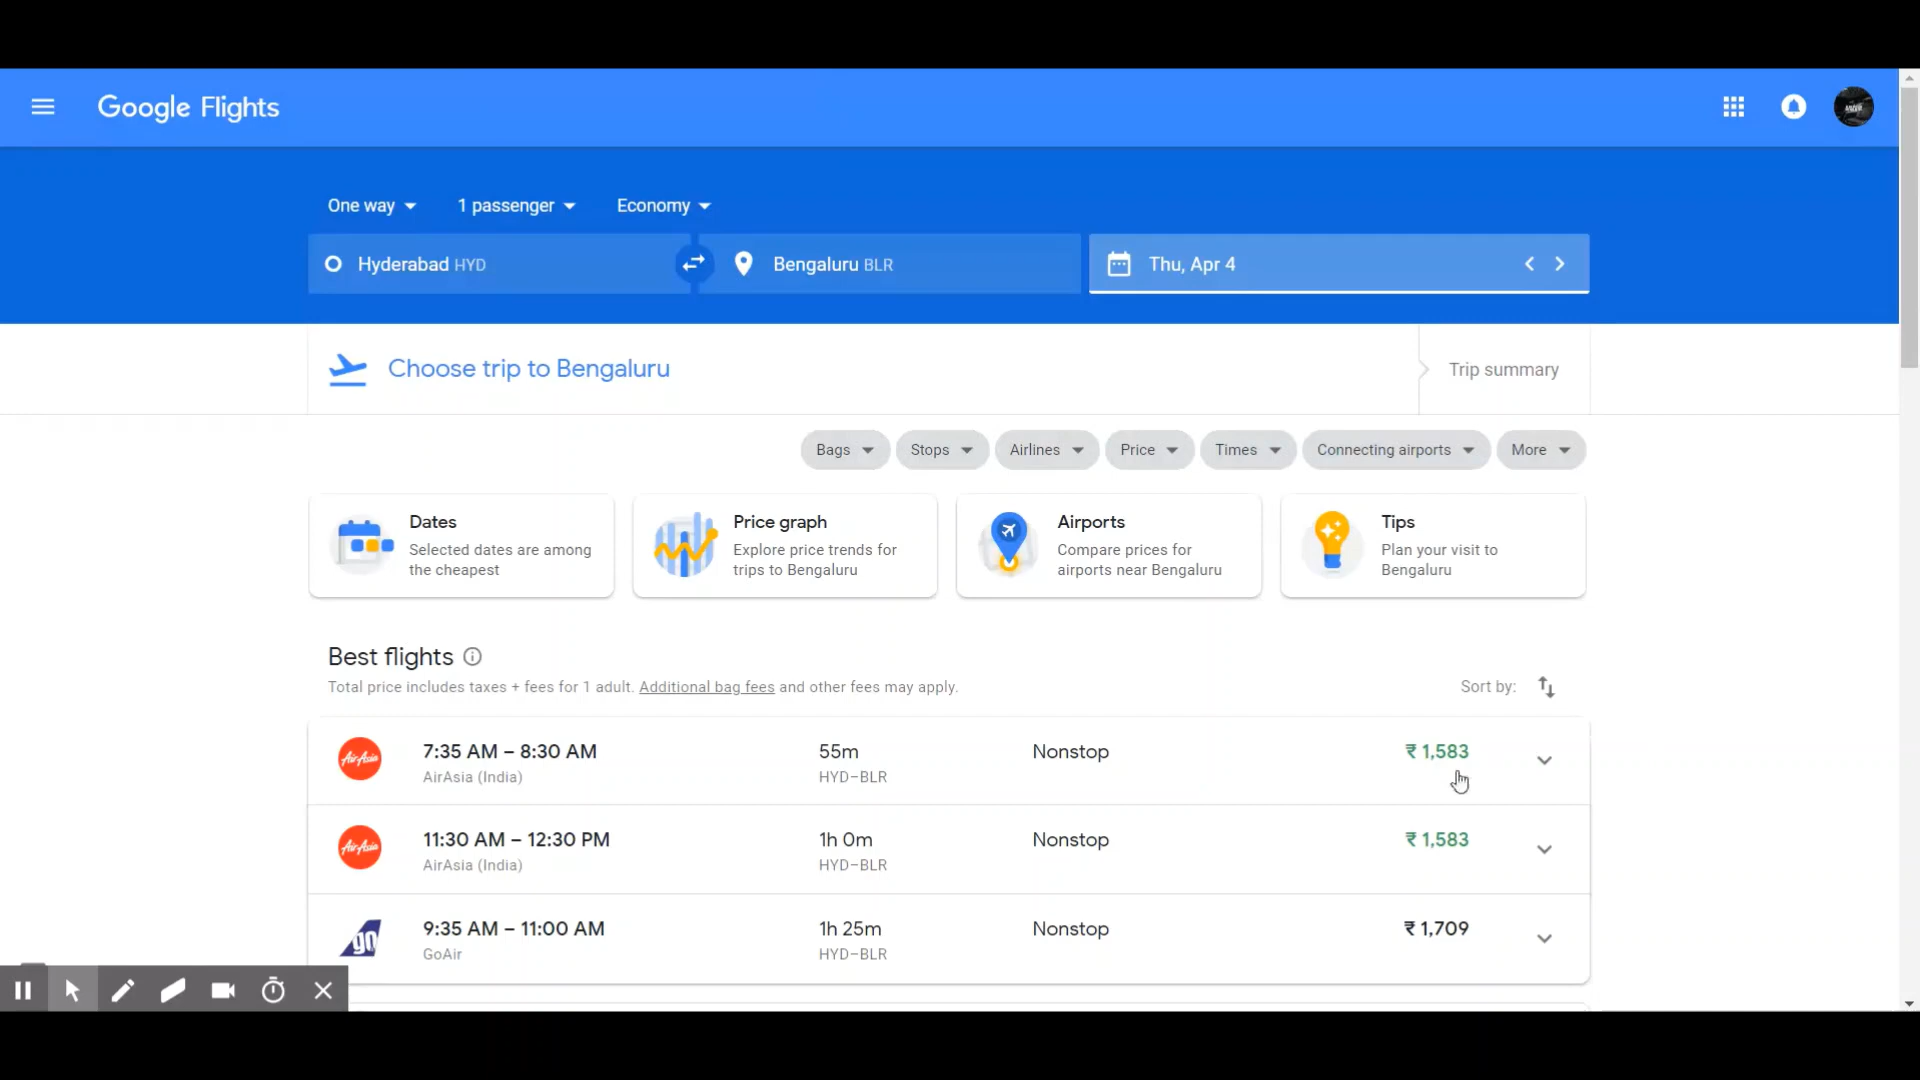 Google Flights
One way
1 passenger
Economy
Hyderabad HYD
Bengaluru BLR
Thu, Apr 4
Choose trip to Bengaluru
Trip summary
Bags
Stops
Airlines
Price
Times
Connecting airports
More
Dates
Selected dates are among
the cheapest
Price graph
Explore price trends for
trips to Bengaluru
Airports
Compare prices for
airports near Bengaluru
Tips
Plan your visit to
Bengaluru
Best flights
Total price includes taxes + fees for 1 adult. Additional bag fees and other fees may apply.
Sort by:
AirAsia
7:35 AM – 8:30 AM
AirAsia (India)
55m
HYD–BLR
Nonstop
₹ 1,583
AirAsia
11:30 AM – 12:30 PM
AirAsia (India)
1h 0m
HYD–BLR
Nonstop
₹ 1,583
go
9:35 AM – 11:00 AM
GoAir
1h 25m
HYD–BLR
Nonstop
₹ 1,709